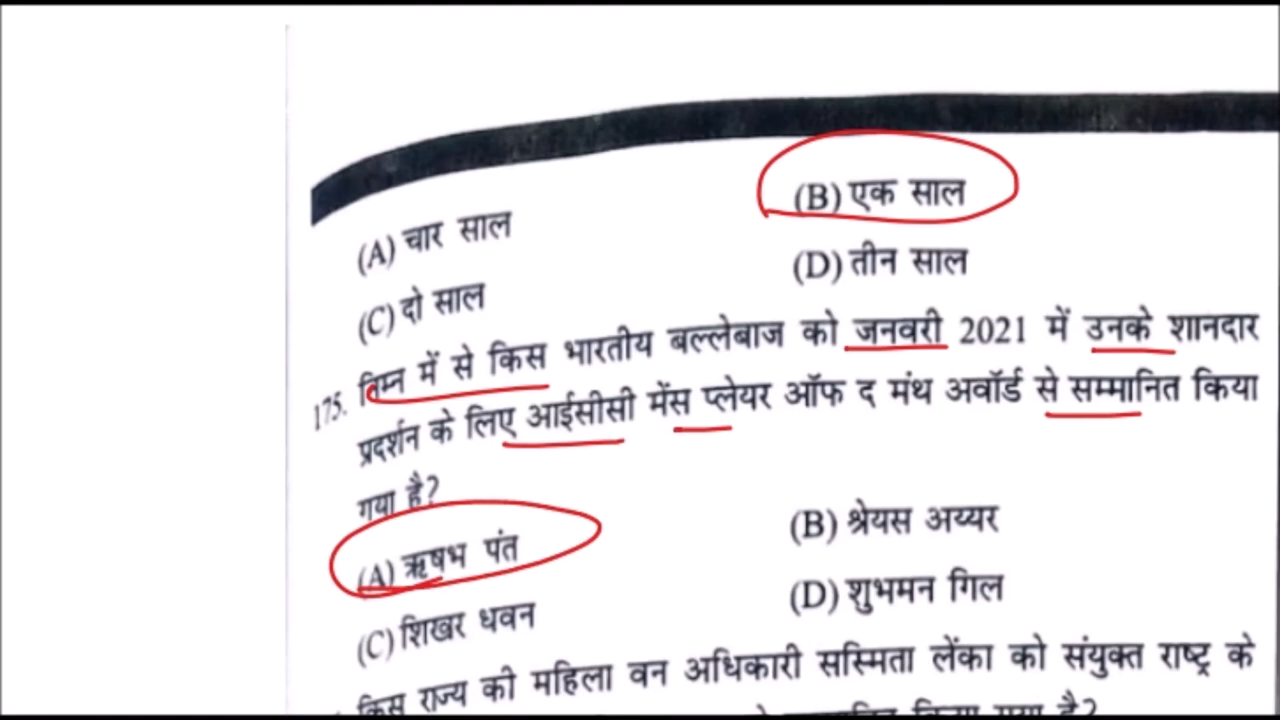 (A) चार साल (B) एक साल
(C) दो साल (D) तीन साल
175. निम्न में से किस भारतीय बल्लेबाज को जनवरी 2021 में उनके शानदार
प्रदर्शन के लिए आईसीसी मेंस प्लेयर ऑफ द मंथ अवॉर्ड से सम्मानित किया
गया है?
(A) ऋषभ पंत (B) श्रेयस अय्यर
(C) शिखर धवन (D) शुभमन गिल
किस राज्य की महिला वन अधिकारी सस्मिता लेंका को संयुक्त राष्ट्र के
किया गया है?